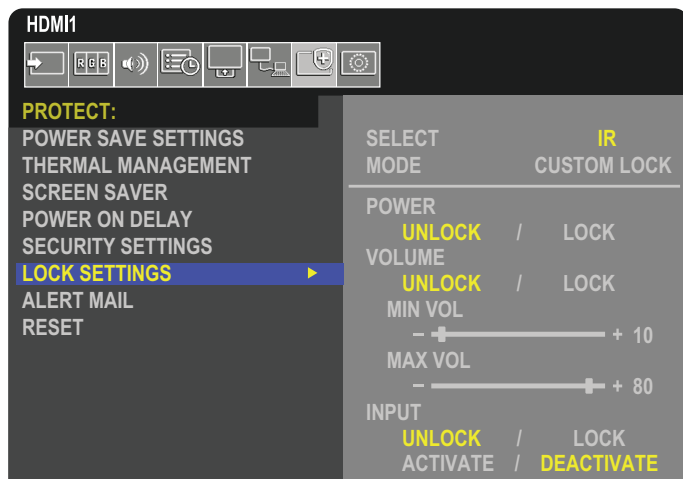 HDMI1
RGB
PROTECT:
POWER SAVE SETTINGS
THERMAL MANAGEMENT
SCREEN SAVER
POWER ON DELAY
SECURITY SETTINGS
LOCK SETTINGS
ALERT MAIL
RESET
SELECT IR
MODE CUSTOM LOCK
POWER
UNLOCK / LOCK
VOLUME
UNLOCK / LOCK
MIN VOL
− + 10
MAX VOL
− + 80
INPUT
UNLOCK / LOCK
ACTIVATE / DEACTIVATE